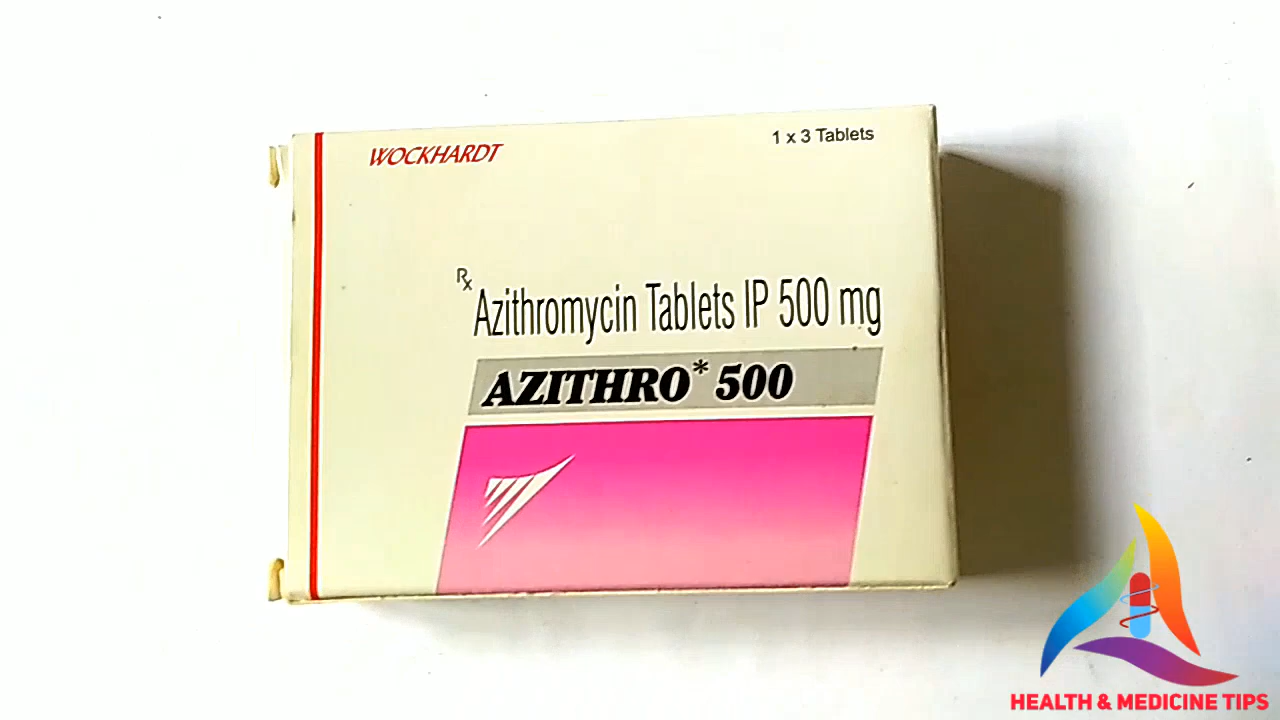 WOCKHARDT
1 x 3 Tablets
Rx
Azithromycin Tablets IP 500 mg
AZITHRO* 500
HEALTH & MEDICINE TIPS